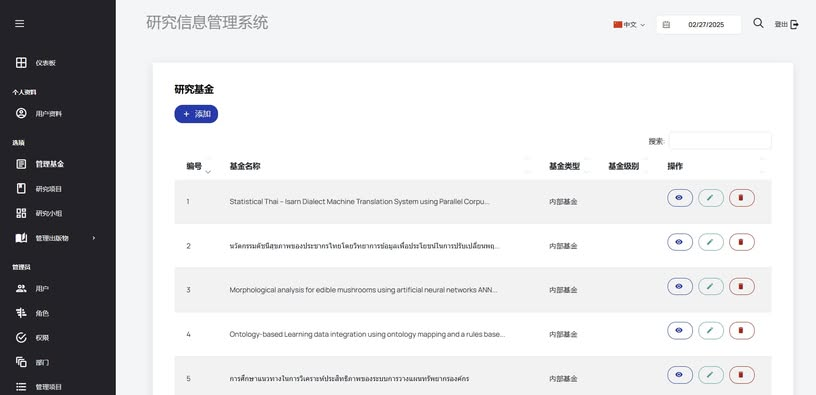 研究信息管理系统
中文
02/27/2025
登出
仪表板
个人资料
用户资料
选项
管理基金
研究项目
研究小组
管理出版物
管理员
用户
角色
权限
部门
管理项目
研究基金
+ 添加
搜索:
编号 基金名称 基金类型 基金级别 操作
1 Statistical Thai – Isarn Dialect Machine Translation System using Parallel Corpu... 内部基金
2 นวัตกรรมดัชนีสุขภาพของประชากรไทยโดยวิทยาการข้อมูลเพื่อประโยชน์ในการปรับเปลี่ยนพฤ... 内部基金
3 Morphological analysis for edible mushrooms using artificial neural networks ANN... 内部基金
4 Ontology-based Learning data integration using ontology mapping and a rules base... 内部基金
5 การศึกษาแนวทางในการวิเคราะห์ประสิทธิภาพของระบบการวางแผนทรัพยากรองค์กร 内部基金